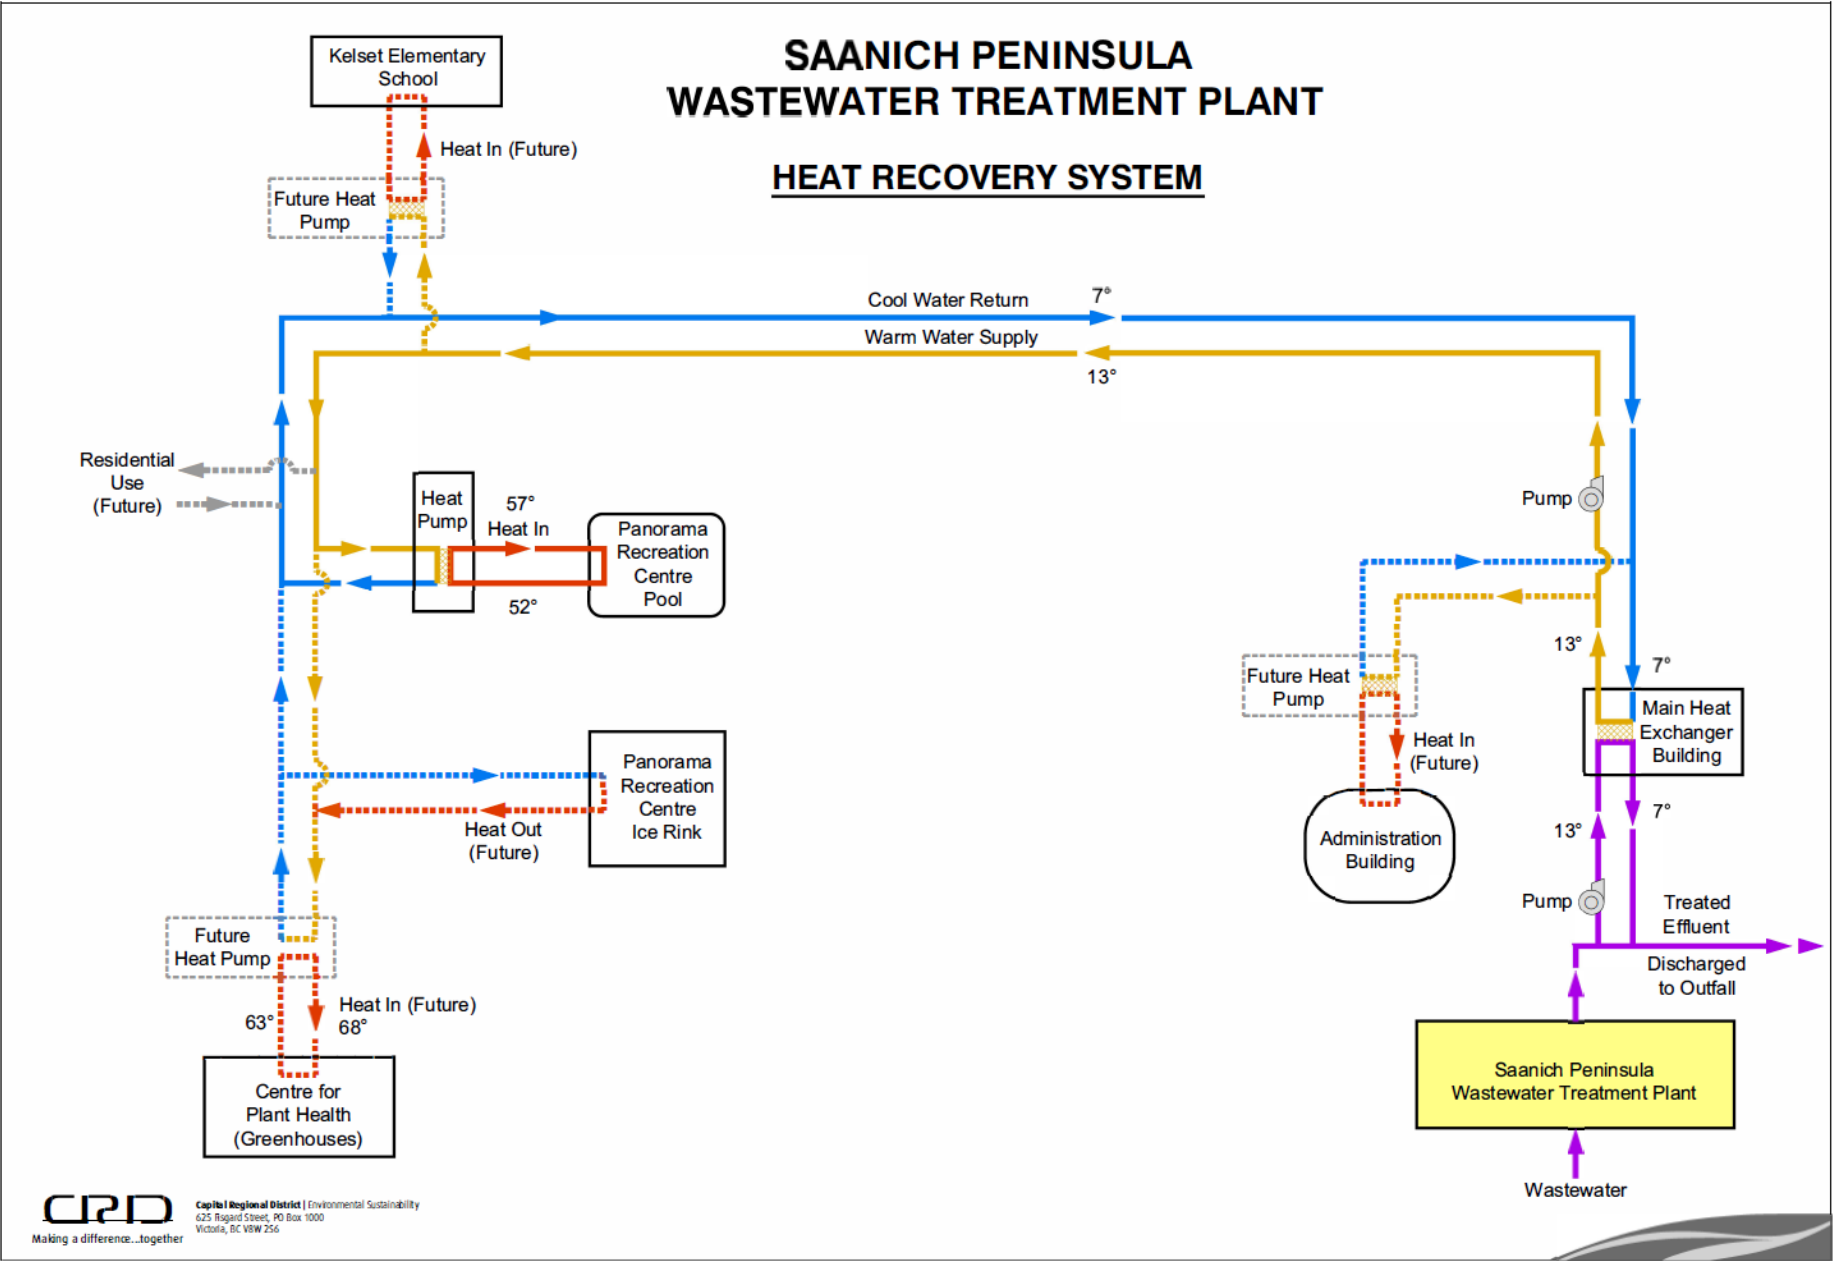 SAANICH PENINSULA
WASTEWATER TREATMENT PLANT
HEAT RECOVERY SYSTEM
Kelset Elementary
School
Heat In (Future)
Future Heat
Pump
Cool Water Return
7°
Warm Water Supply
13°
Residential
Use
(Future)
Heat
Pump
57°
Heat In
52°
Panorama
Recreation
Centre
Pool
Pump
13°
7°
Future Heat
Pump
Main Heat
Exchanger
Building
Heat In
(Future)
Panorama
Recreation
Centre
Ice Rink
Heat Out
(Future)
Administration
Building
13°
7°
Pump
Treated
Effluent
Discharged
to Outfall
Future
Heat Pump
Heat In (Future)
63°
68°
Centre for
Plant Health
(Greenhouses)
Saanich Peninsula
Wastewater Treatment Plant
Wastewater
CRD
Making a difference...together
Capital Regional District | Environmental Sustainability
625 Fisgard Street, PO Box 1000
Victoria, BC V8W 2S6